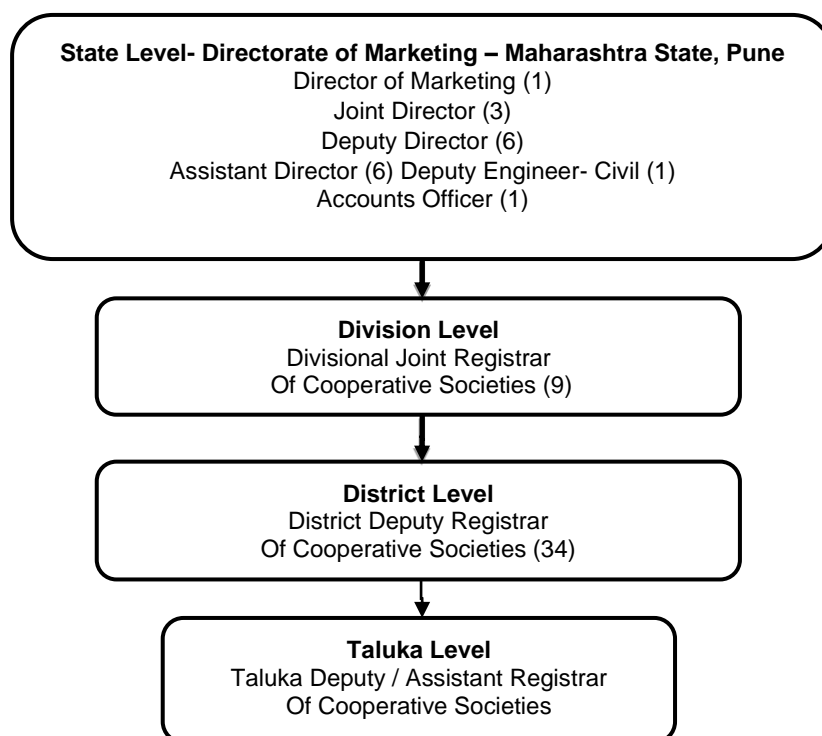 State Level- Directorate of Marketing – Maharashtra State, Pune
Director of Marketing (1)
Joint Director (3)
Deputy Director (6)
Assistant Director (6) Deputy Engineer- Civil (1)
Accounts Officer (1)
Division Level
Divisional Joint Registrar
Of Cooperative Societies (9)
District Level
District Deputy Registrar
Of Cooperative Societies (34)
Taluka Level
Taluka Deputy / Assistant Registrar
Of Cooperative Societies